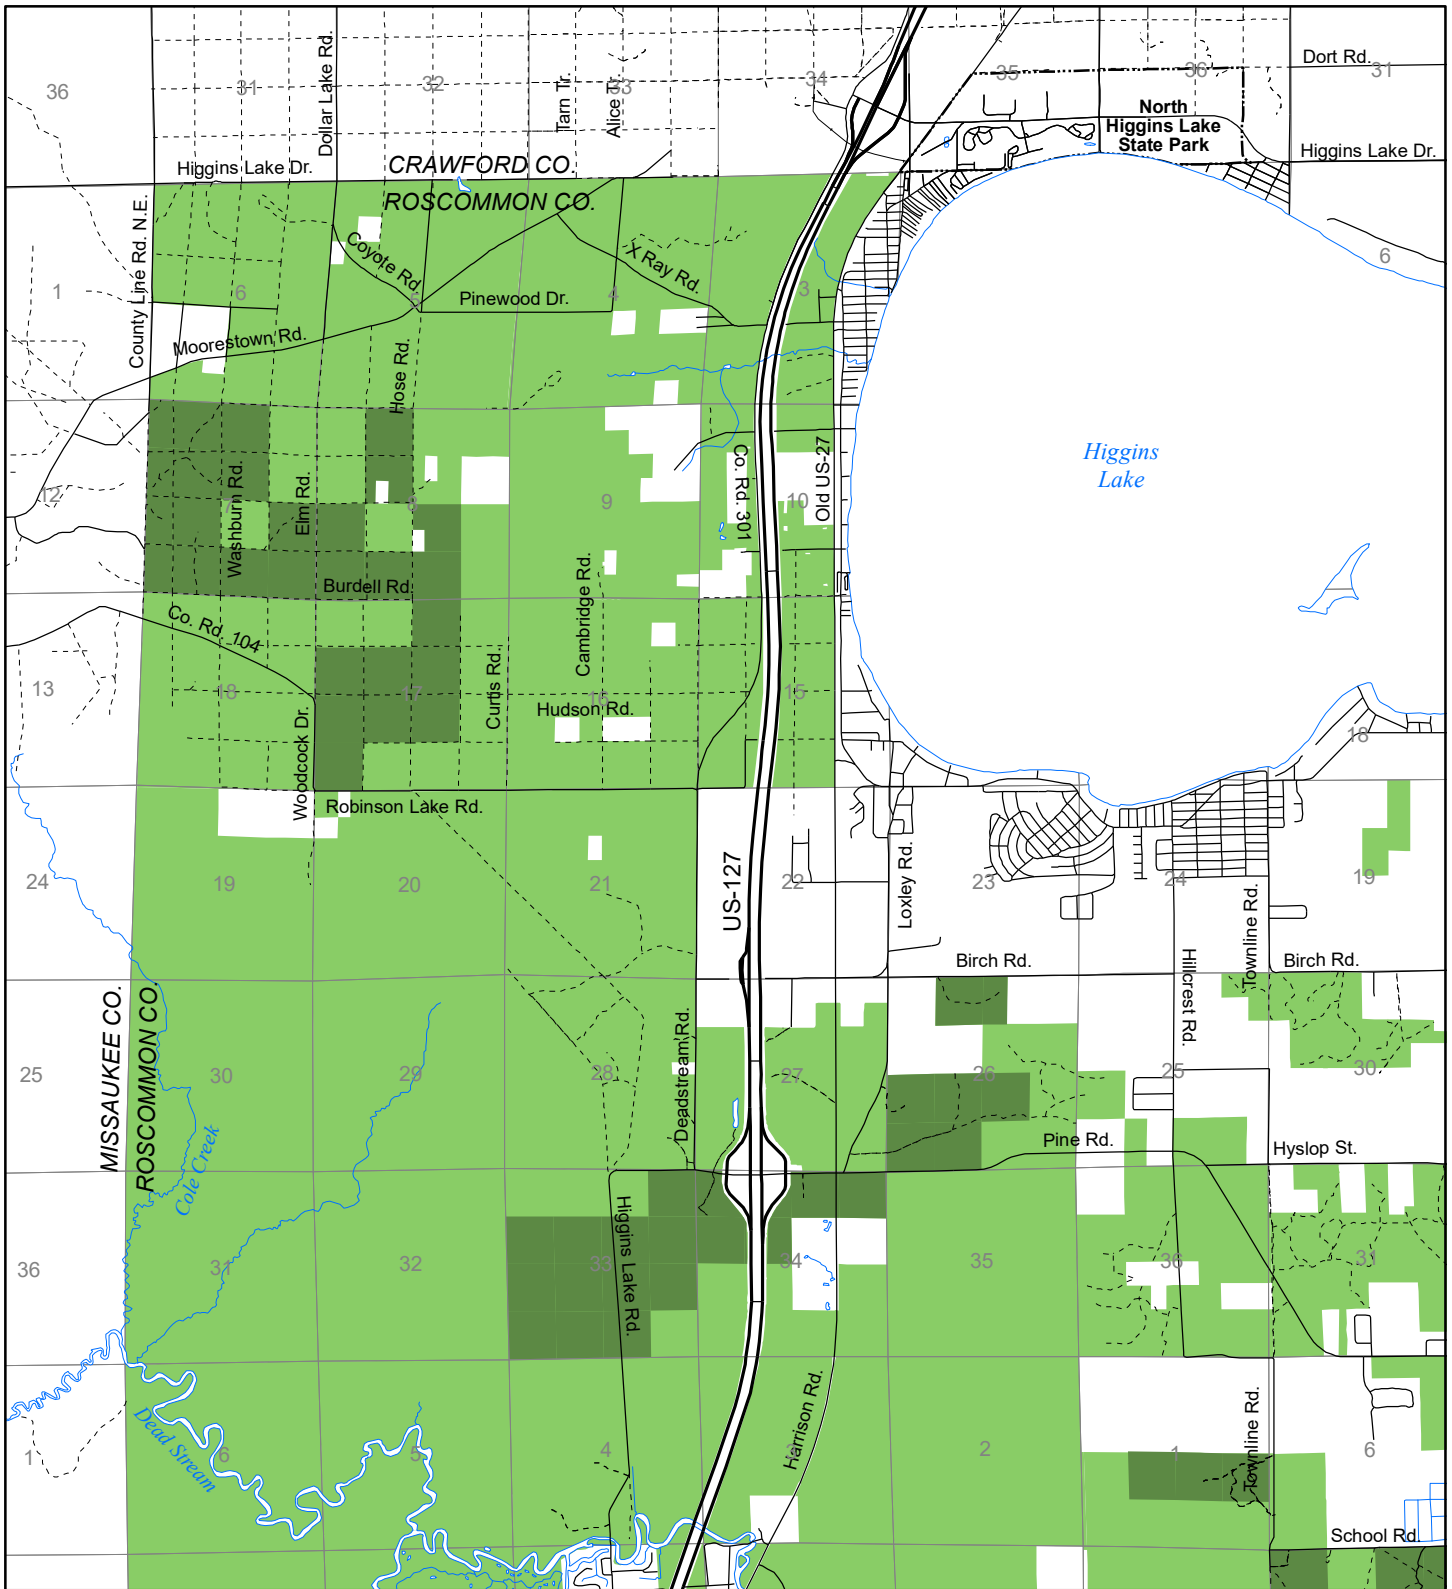 Dort Rd.
36
31
32
33
34
35
36
31
Dollar Lake Rd.
Tarn Tr.
Alice Tr.
North
Higgins Lake
State Park
Higgins Lake Dr.
CRAWFORD CO.
Higgins Lake Dr.
ROSCOMMON CO.
County Line Rd. N.E.
Coyote Rd.
X Ray Rd.
1
6
5
4
3
6
Pinewood Dr.
Moorestown Rd.
Hose Rd.
Higgins
Lake
Washburn Rd.
Elm Rd.
Co. Rd. 301
Old US-27
12
7
8
9
10
Burdell Rd.
Cambridge Rd.
Co. Rd. 104
13
18
17
16
15
18
Curtis Rd.
Hudson Rd.
Woodcock Dr.
Robinson Lake Rd.
US-127
Loxley Rd.
24
19
20
21
22
23
24
19
Townline Rd.
Birch Rd.
Birch Rd.
Hillcrest Rd.
MISSAUKEE CO.
ROSCOMMON CO.
Deadstream Rd.
25
30
29
28
27
26
25
30
Pine Rd.
Hyslop St.
Cole Creek
Higgins Lake Rd.
36
31
32
33
34
35
36
31
Dead Stream
Harrison Rd.
Townline Rd.
1
6
5
4
3
2
1
6
School Rd.